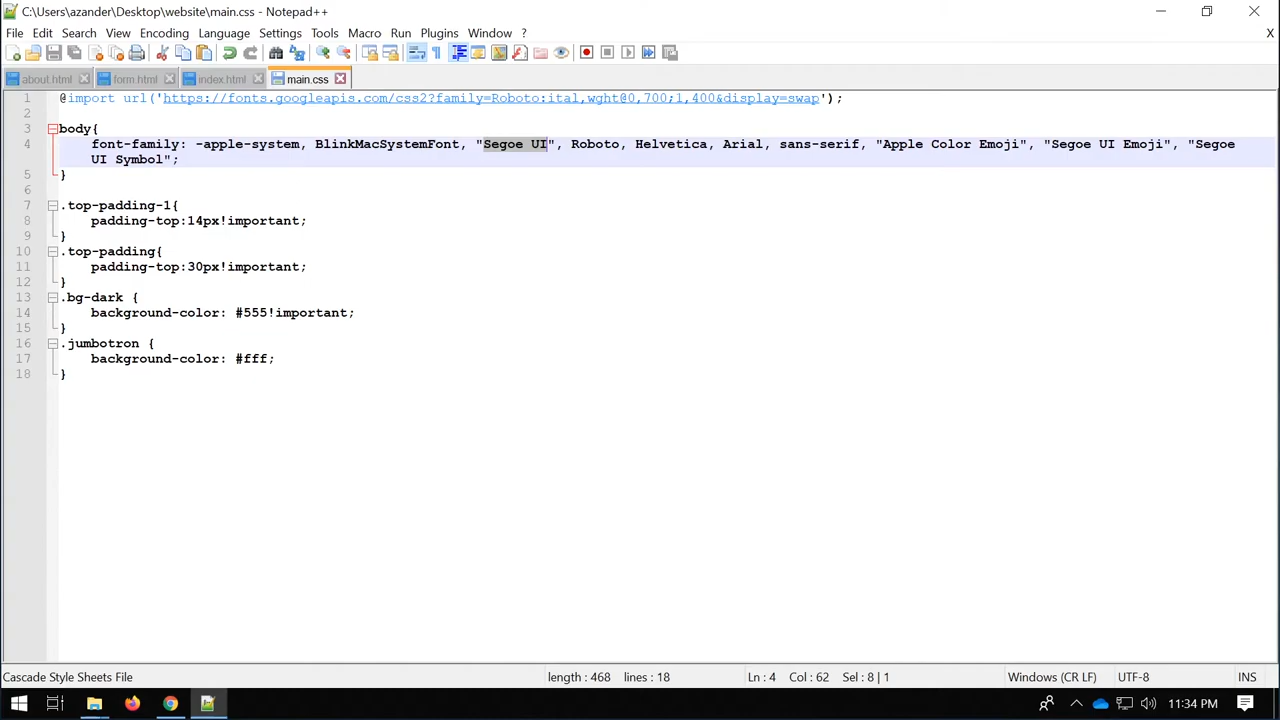 C:\Users\azander\Desktop\website\main.css - Notepad++
File Edit Search View Encoding Language Settings Tools Macro Run Plugins Window ? X
about.html form.html index.html main.css
1 @import url('https://fonts.googleapis.com/css2?family=Roboto:ital,wght@0,700;1,400&display=swap');
2
3 body{
4 font-family: -apple-system, BlinkMacSystemFont, "Segoe UI", Roboto, Helvetica, Arial, sans-serif, "Apple Color Emoji", "Segoe UI Emoji", "Segoe
UI Symbol";
5 }
6
7 .top-padding-1{
8 padding-top:14px!important;
9 }
10 .top-padding{
11 padding-top:30px!important;
12 }
13 .bg-dark {
14 background-color: #555!important;
15 }
16 .jumbotron {
17 background-color: #fff;
18 }
Cascade Style Sheets File length : 468 lines : 18 Ln : 4 Col : 62 Sel : 8 | 1 Windows (CR LF) UTF-8 INS
11:34 PM